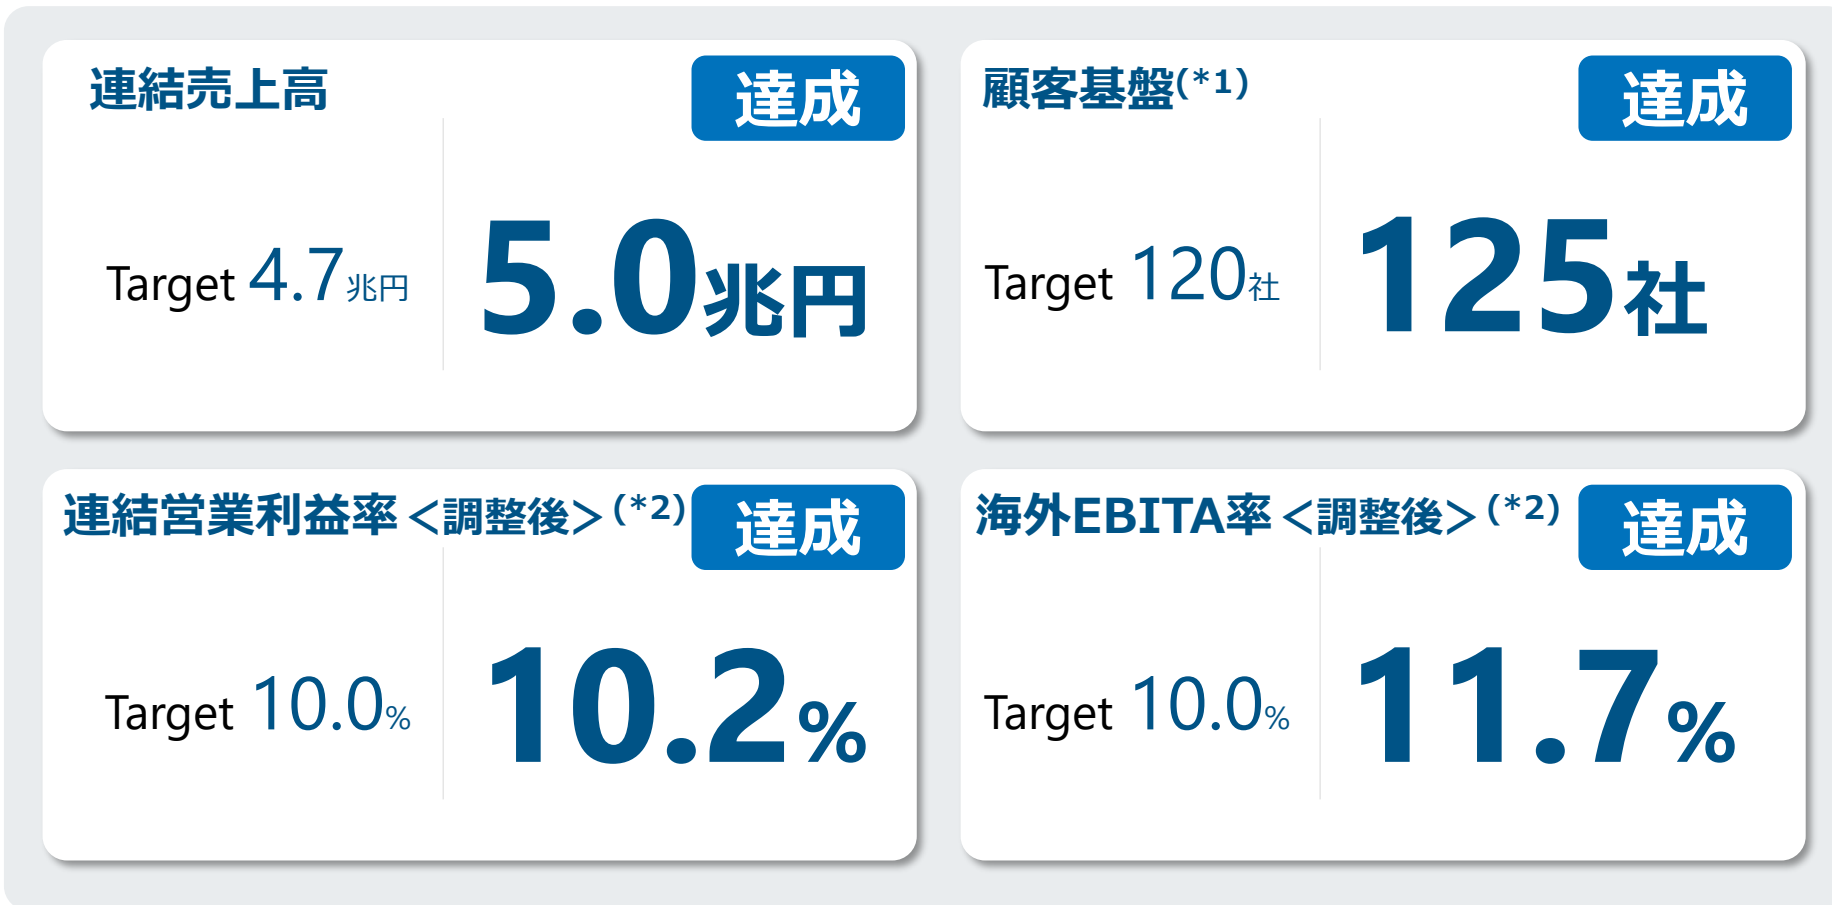 連結売上高
達成
Target 4.7兆円
5.0兆円
顧客基盤(*1)
達成
Target 120社
125社
連結営業利益率<調整後>(*2)
達成
Target 10.0%
10.2%
海外EBITA率<調整後>(*2)
達成
Target 10.0%
11.7%